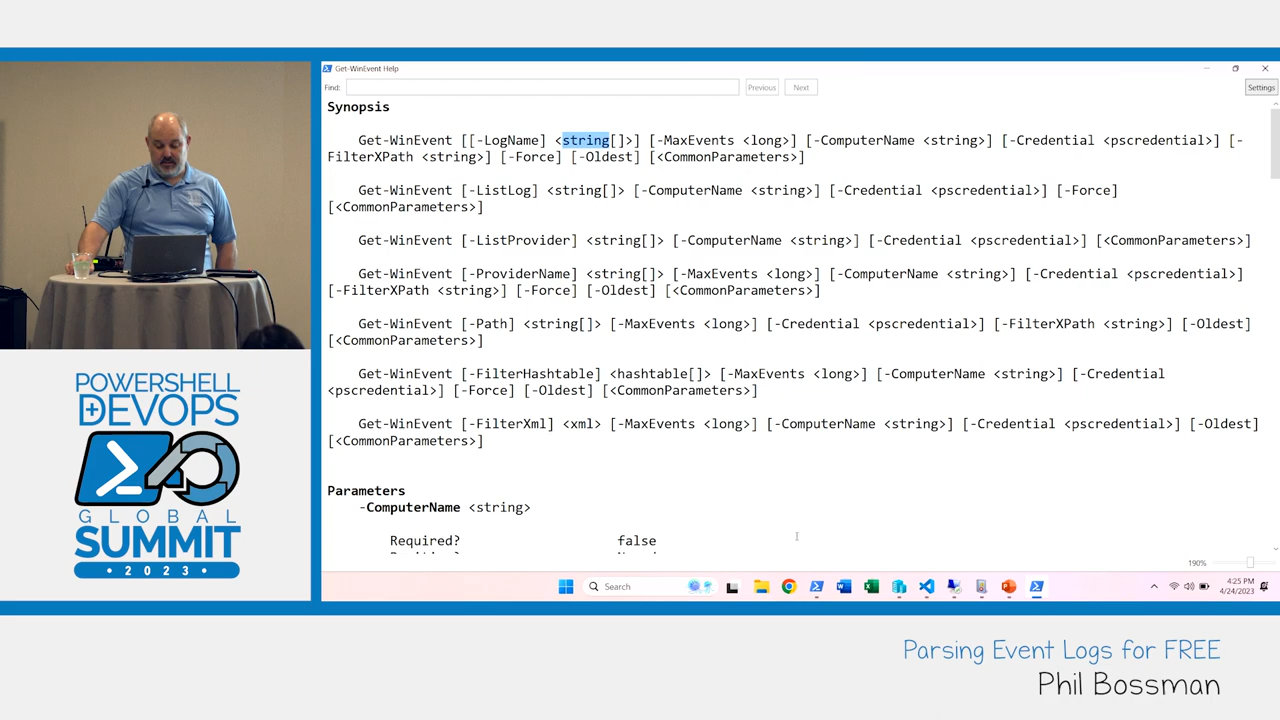 Get-WinEvent Help
Find:
Previous
Next
Settings
Synopsis
Get-WinEvent [[-LogName] <string[]>] [-MaxEvents <long>] [-ComputerName <string>] [-Credential <pscredential>] [-
FilterXPath <string>] [-Force] [-Oldest] [<CommonParameters>]
Get-WinEvent [-ListLog] <string[]> [-ComputerName <string>] [-Credential <pscredential>] [-Force]
[<CommonParameters>]
Get-WinEvent [-ListProvider] <string[]> [-ComputerName <string>] [-Credential <pscredential>] [<CommonParameters>]
Get-WinEvent [-ProviderName] <string[]> [-MaxEvents <long>] [-ComputerName <string>] [-Credential <pscredential>]
[-FilterXPath <string>] [-Force] [-Oldest] [<CommonParameters>]
Get-WinEvent [-Path] <string[]> [-MaxEvents <long>] [-Credential <pscredential>] [-FilterXPath <string>] [-Oldest]
[<CommonParameters>]
Get-WinEvent [-FilterHashtable] <hashtable[]> [-MaxEvents <long>] [-ComputerName <string>] [-Credential
<pscredential>] [-Force] [-Oldest] [<CommonParameters>]
Get-WinEvent [-FilterXml] <xml> [-MaxEvents <long>] [-ComputerName <string>] [-Credential <pscredential>] [-Oldest]
[<CommonParameters>]
Parameters
-ComputerName <string>
Required? false
190%
Search
4:25 PM
4/24/2023
POWERSHELL
+DEVOPS
GLOBAL
SUMMIT
• 2023 •
Parsing Event Logs for FREE
Phil Bossman